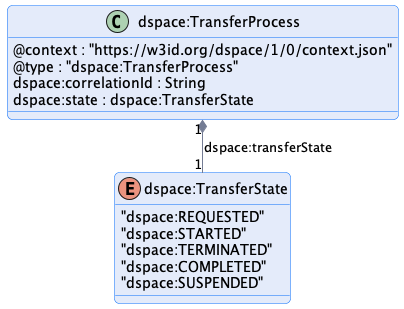 C dspace:TransferProcess
@context : "https://w3id.org/dspace/1/0/context.json"
@type : "dspace:TransferProcess"
dspace:correlationId : String
dspace:state : dspace:TransferState
1
dspace:transferState
1
E dspace:TransferState
"dspace:REQUESTED"
"dspace:STARTED"
"dspace:TERMINATED"
"dspace:COMPLETED"
"dspace:SUSPENDED"